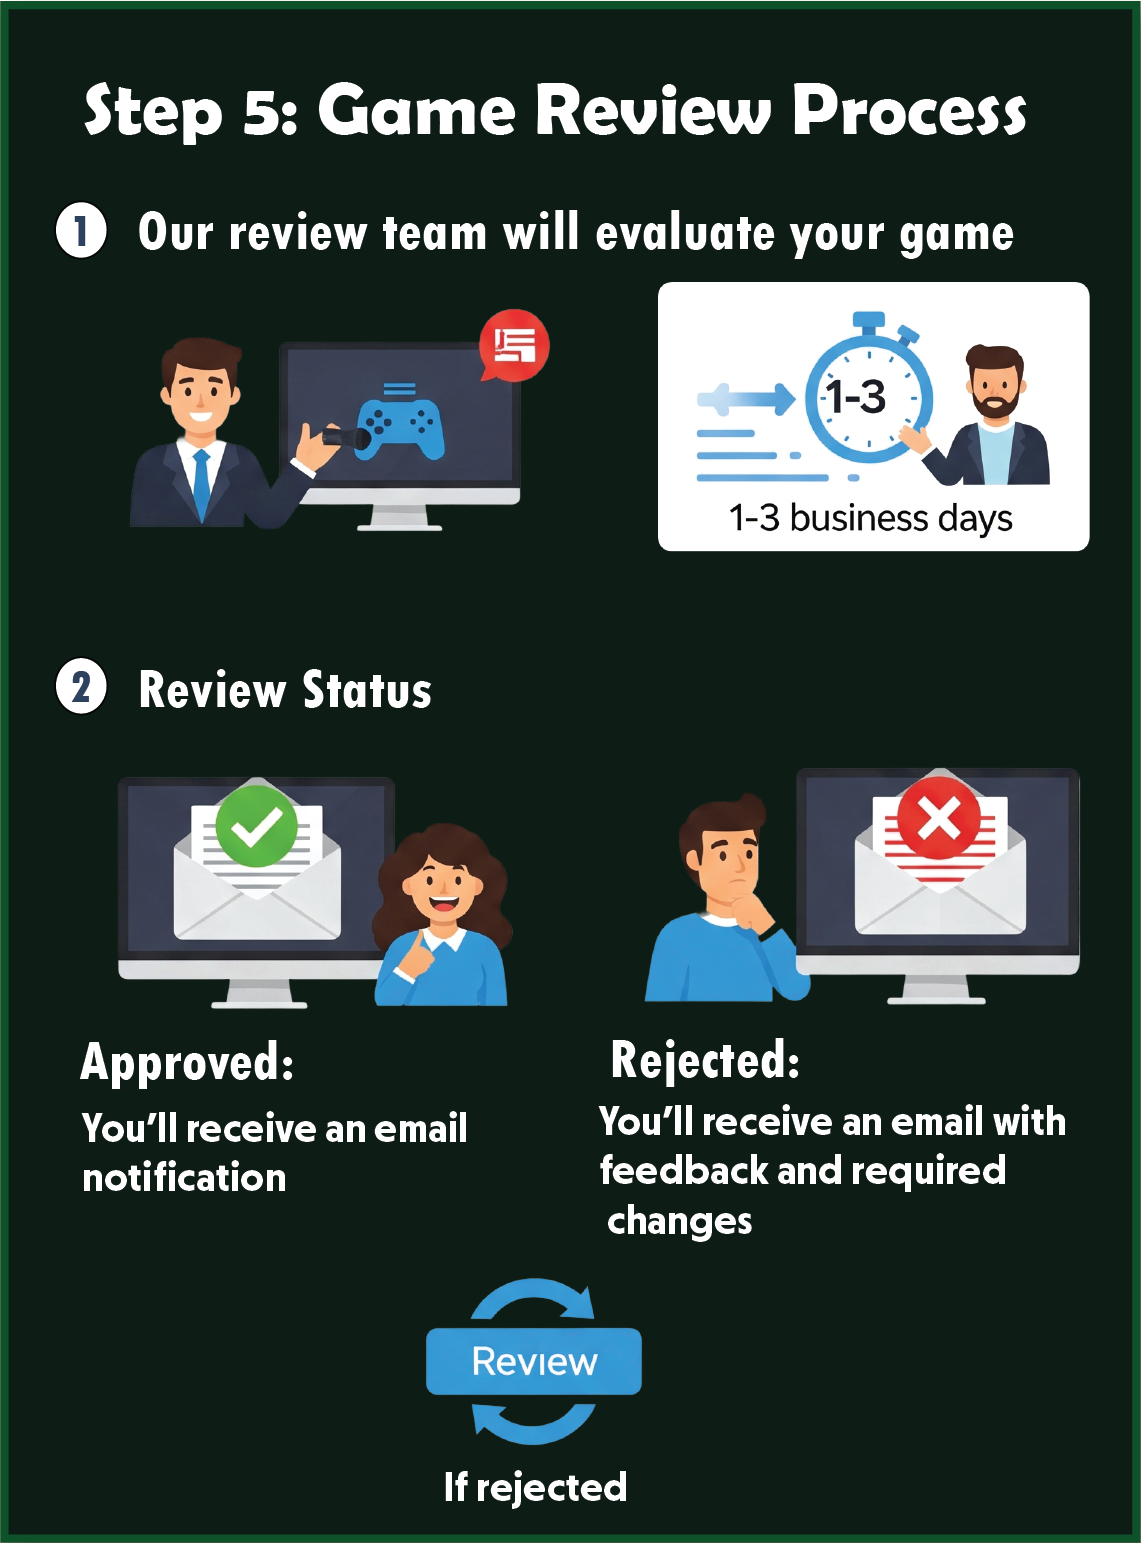 Step 5: Game Review Process
1 Our review team will evaluate your game
1-3
1-3 business days
2 Review Status
Approved:
You’ll receive an email
notification
Rejected:
You’ll receive an email with
feedback and required
changes
Review
If rejected